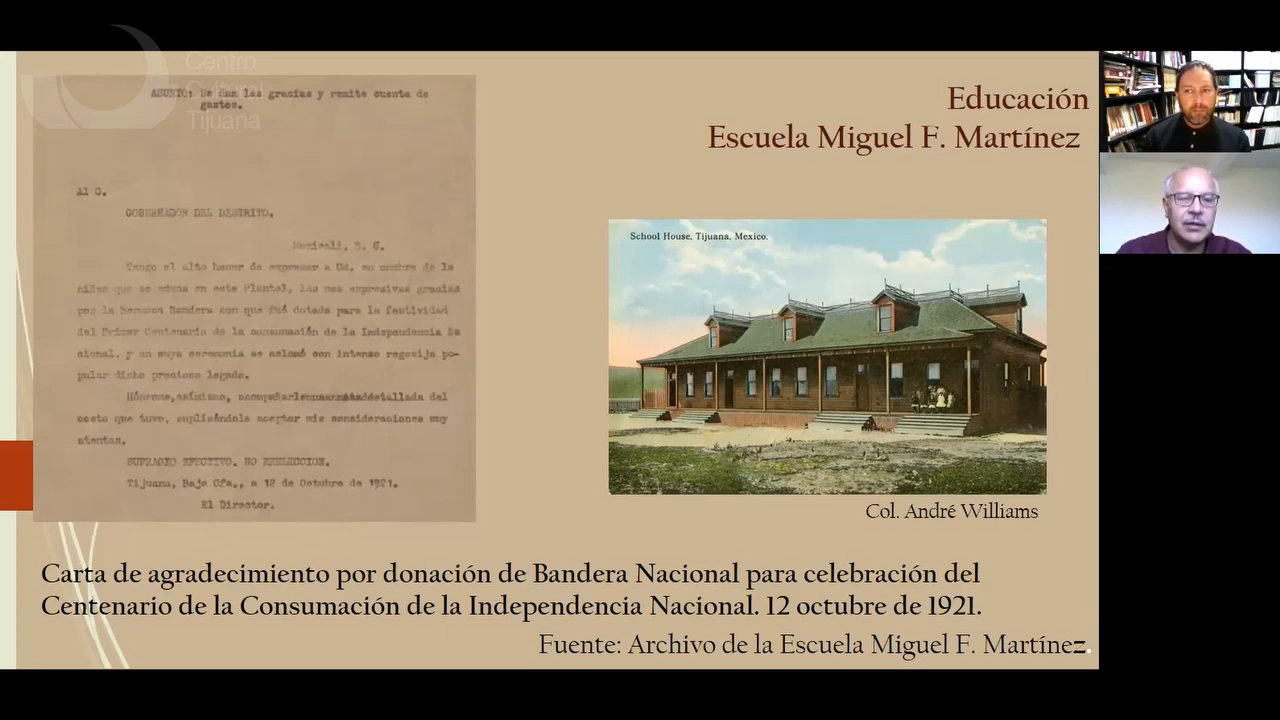 Centro
Cultural
Tijuana
ASUNTO: Se dan las gracias y remite cuenta de
gastos.
Al C.
GOBERNADOR DEL DISTRITO.
Mexicali, B. C.
Tengo el alto honor de expresar a Ud. en nombre de la
niñez que se educa en este Plantel, las mas expresivas gracias
por la hermosa Bandera con que fué dotada para la festividad
del Primer Centenario de la consumación de la Independencia Na
cional, y en cuya ceremonia se aclamó con intenso regocijo po-
pular dicho precioso legado.
Hónrome, asimismo, acompañarle una nota detallada del
costo que tuvo, suplicándole aceptar mis consideraciones muy
atentas.
SUFRAGIO EFECTIVO. NO REELECCION.
Tijuana, Baja Cfa., a 12 de Octubre de 1921.
El Director.
Educación
Escuela Miguel F. Martínez
School House, Tijuana, Mexico.
Col. André Williams
Carta de agradecimiento por donación de Bandera Nacional para celebración del
Centenario de la Consumación de la Independencia Nacional. 12 octubre de 1921.
Fuente: Archivo de la Escuela Miguel F. Martínez.